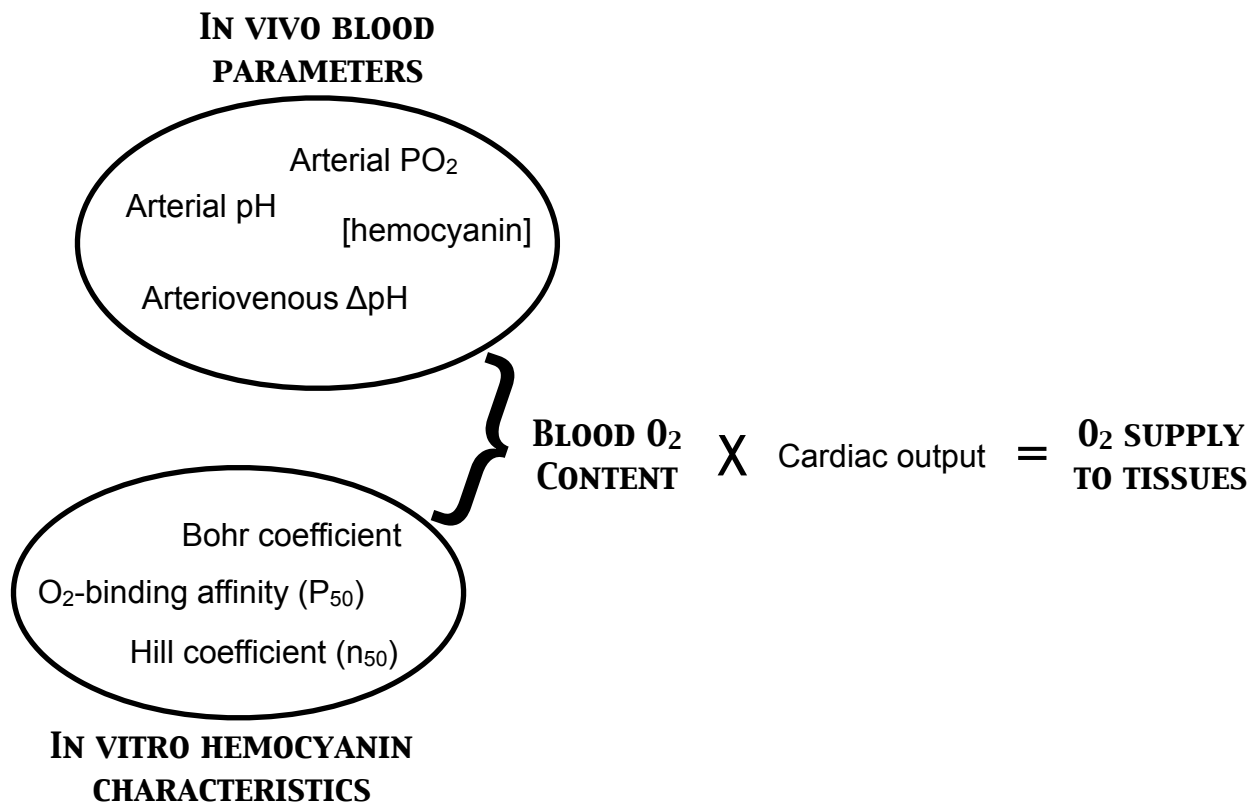 IN VIVO BLOOD
PARAMETERS
Arterial PO₂
Arterial pH
[hemocyanin]
Arteriovenous ΔpH
}
BLOOD O₂
CONTENT
X
Cardiac output
=
O₂ SUPPLY
TO TISSUES
Bohr coefficient
O₂-binding affinity (P₅₀)
Hill coefficient (n₅₀)
IN VITRO HEMOCYANIN
CHARACTERISTICS